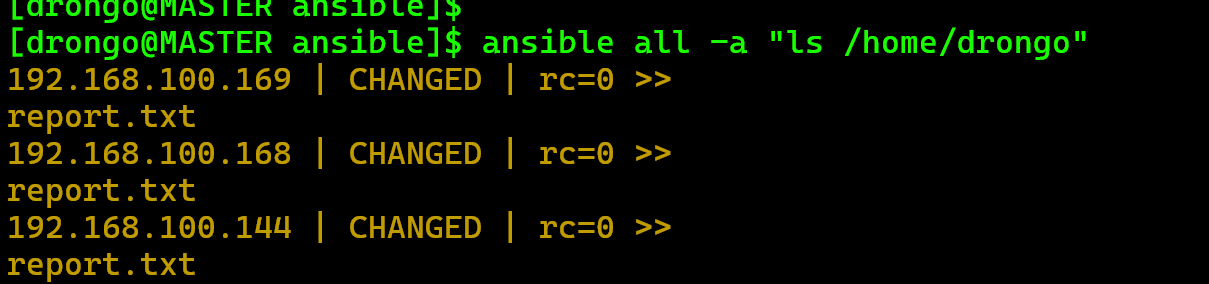 [drongo@MASTER ansible]$
[drongo@MASTER ansible]$ ansible all -a "ls /home/drongo"
192.168.100.169 | CHANGED | rc=0 >>
report.txt
192.168.100.168 | CHANGED | rc=0 >>
report.txt
192.168.100.144 | CHANGED | rc=0 >>
report.txt